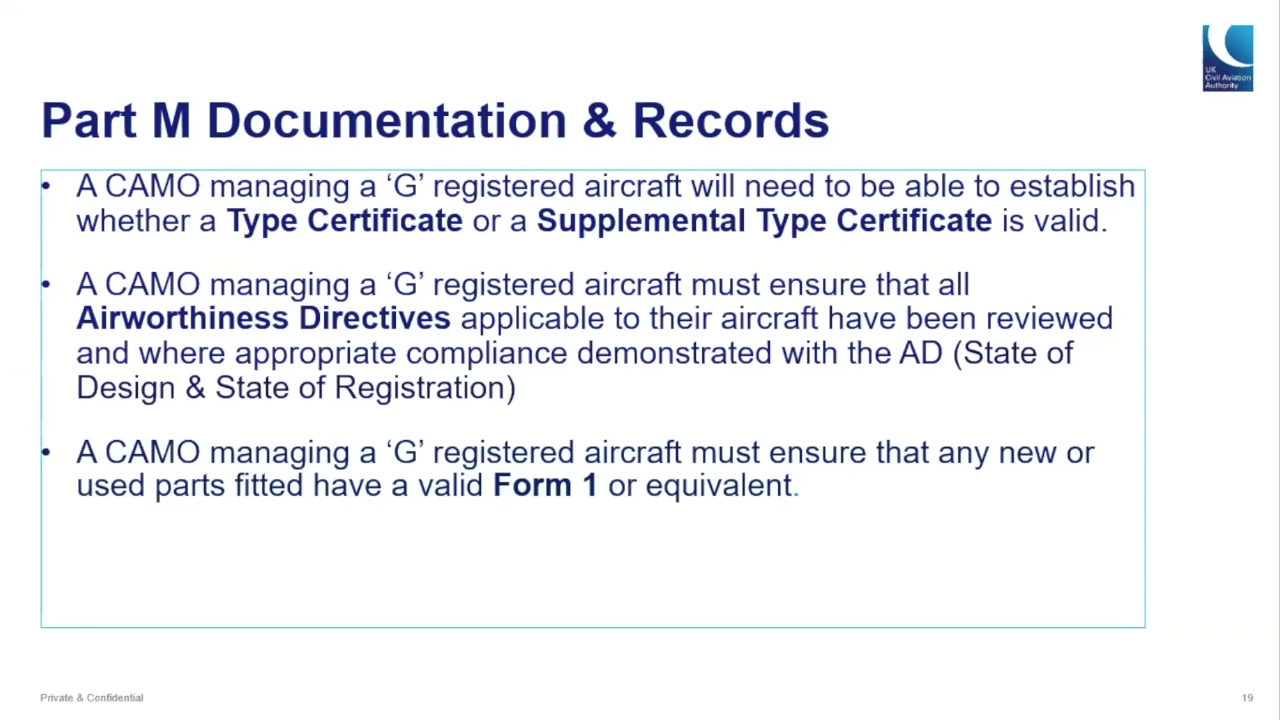 UK
Civil Aviation
Authority
Part M Documentation & Records
• A CAMO managing a ‘G’ registered aircraft will need to be able to establish
whether a Type Certificate or a Supplemental Type Certificate is valid.
• A CAMO managing a ‘G’ registered aircraft must ensure that all
Airworthiness Directives applicable to their aircraft have been reviewed
and where appropriate compliance demonstrated with the AD (State of
Design & State of Registration)
• A CAMO managing a ‘G’ registered aircraft must ensure that any new or
used parts fitted have a valid Form 1 or equivalent.
Private & Confidential
19